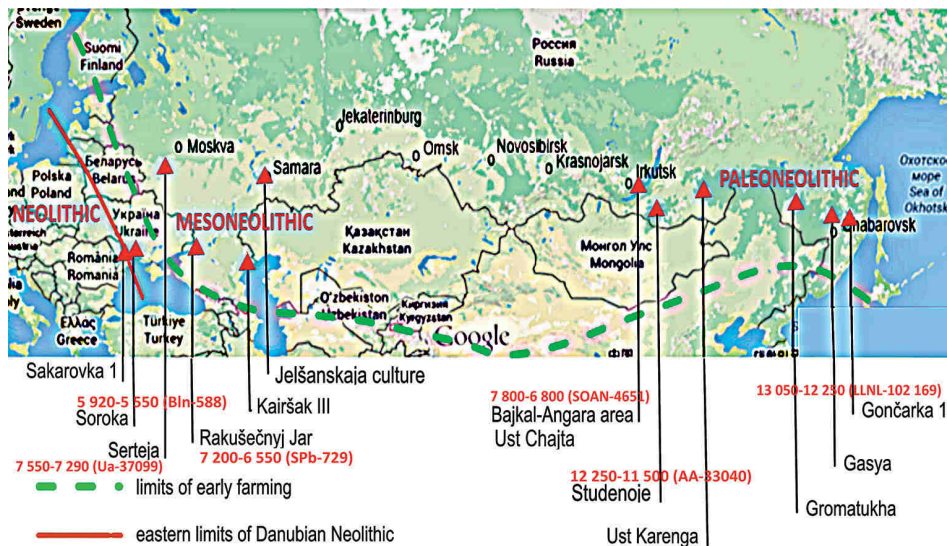 Sweden
Suomi
Finland
Россия
Russia
Jekaterinburg
Moskva
Omsk
Novosibirsk
Krasnojarsk
Irkutsk
Охотско
море
Sea of
Okhotsk
Беларусь
Belarus
Samara
Polska
Poland
PALEONEOLITHIC
NEOLITHIC
MESONEOLITHIC
Україна
Ukraine
Қазақстан
Kazakhstan
Монгол Улс
Mongolia
habarovsk
România
Romania
O'zbekiston
Uzbekistan
Кыргызстан
Kyrgyzstan
Ελλας
Greece
Türkiye
Turkey
Google
Sakarovka 1
Jelšanskaja culture
5 920-5 550 (Bln-588)
7 800-6 800 (SOAN-4651)
13 050-12 250 (LLNL-102 169)
Soroka
Kairšak III
Bajkal-Angara area
Ust Chajta
Gončarka 1
Serteja
Rakušečnyj Jar
7 200-6 550 (SPb-729)
7 550-7 290 (Ua-37099)
12 250-11 500 (AA-33040)
Gasya
limits of early farming
Studenoje
Gromatukha
eastern limits of Danubian Neolithic
Ust Karenga